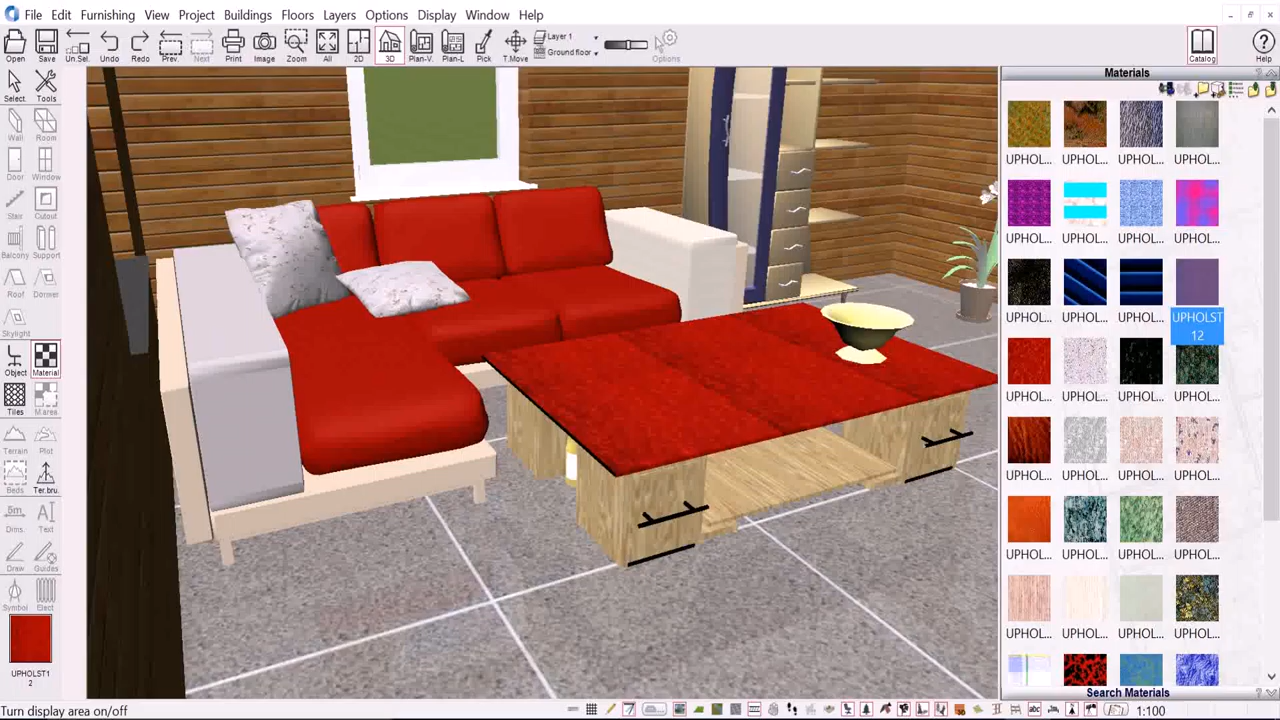 File Edit Furnishing View Project Buildings Floors Layers Options Display Window Help
Open Save Un.Sel. Undo Redo Prev. Next Print Image Zoom All 2D 3D Plan-V. Plan-L Pick T.Move Layer 1 Ground floor Options Catalog Help
Select Tools
Wall Room
Door Window
Stair Cutout
Balcony Support
Roof Dormer
Skylight
Object Material
Tiles M.area
Terrain Plot
Beds Ter.bru.
Dims Text
Draw Guides
Symbol Elect
UPHOLST1
2
Materials
UPHOL... UPHOL... UPHOL... UPHOL...
UPHOL... UPHOL... UPHOL... UPHOL...
UPHOL... UPHOL... UPHOL... UPHOLST
12
UPHOL... UPHOL... UPHOL... UPHOL...
UPHOL... UPHOL... UPHOL... UPHOL...
UPHOL... UPHOL... UPHOL... UPHOL...
UPHOL... UPHOL... UPHOL... UPHOL...
Search Materials
Turn display area on/off
1:100